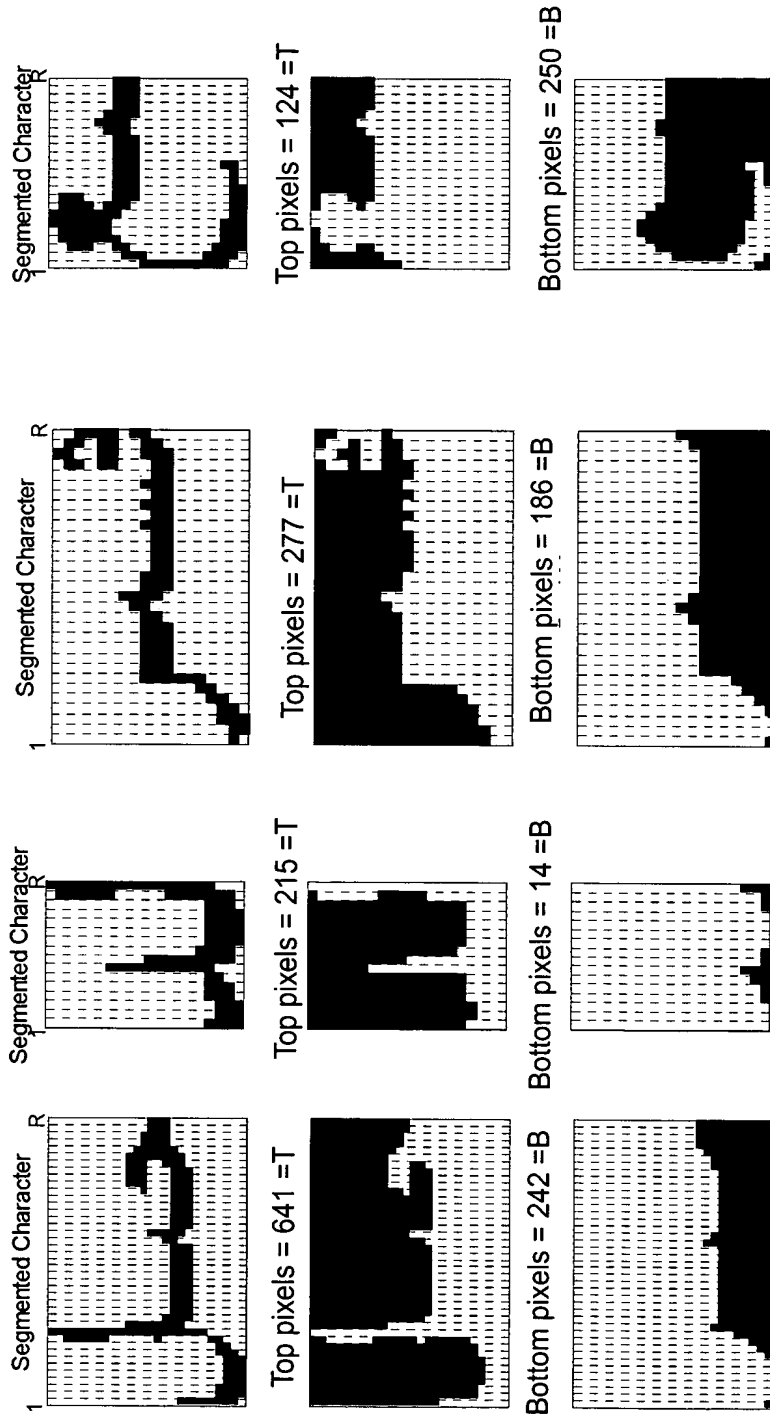 Segmented Character Segmented Character Segmented Character Segmented Character
1 R 1 R 1 R 1 R
Top pixels = 641 =T Top pixels = 215 =T Top pixels = 277 =T Top pixels = 124 =T
Bottom pixels = 242 =B Bottom pixels = 14 =B Bottom pixels = 186 =B Bottom pixels = 250 =B